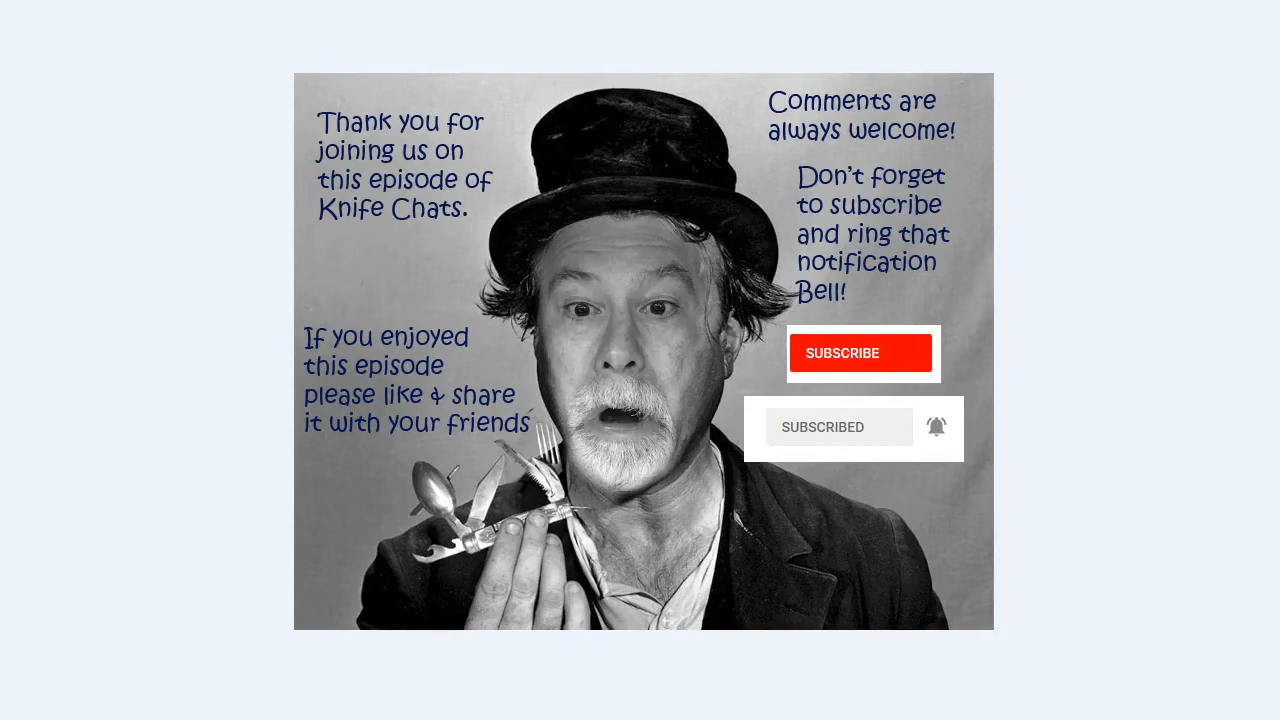 Thank you for
joining us on
this episode of
Knife Chats.
If you enjoyed
this episode
please like & share
it with your friends
Comments are
always welcome!
Don't forget
to subscribe
and ring that
notification
Bell!
SUBSCRIBE
SUBSCRIBED